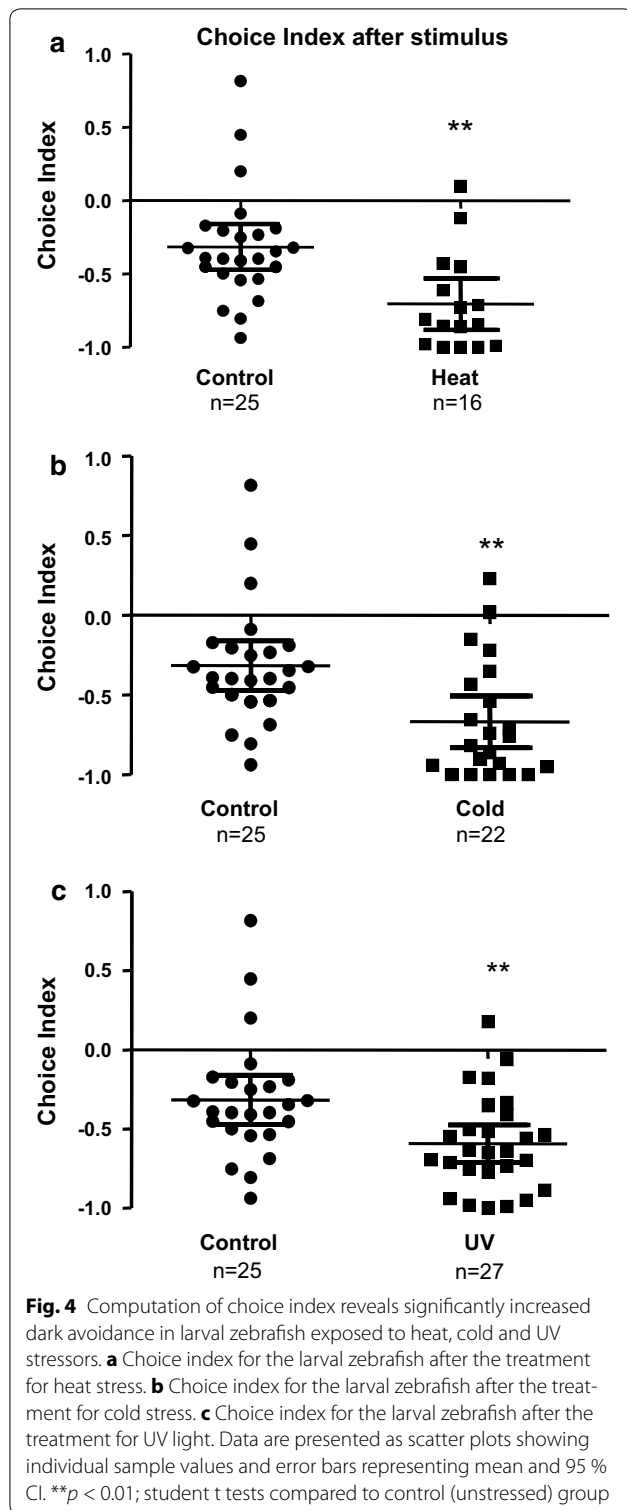 a Choice Index after stimulus
Choice Index
1.0
0.5
0.0
-0.5
-1.0
**
Control Heat
n=25 n=16
b
Choice Index
1.0
0.5
0.0
-0.5
-1.0
**
Control Cold
n=25 n=22
c
Choice Index
1.0
0.5
0.0
-0.5
-1.0
**
Control UV
n=25 n=27
Fig. 4 Computation of choice index reveals significantly increased
dark avoidance in larval zebrafish exposed to heat, cold and UV
stressors. a Choice index for the larval zebrafish after the treatment
for heat stress. b Choice index for the larval zebrafish after the treat-
ment for cold stress. c Choice index for the larval zebrafish after the
treatment for UV light. Data are presented as scatter plots showing
individual sample values and error bars representing mean and 95 %
CI. **p < 0.01; student t tests compared to control (unstressed) group